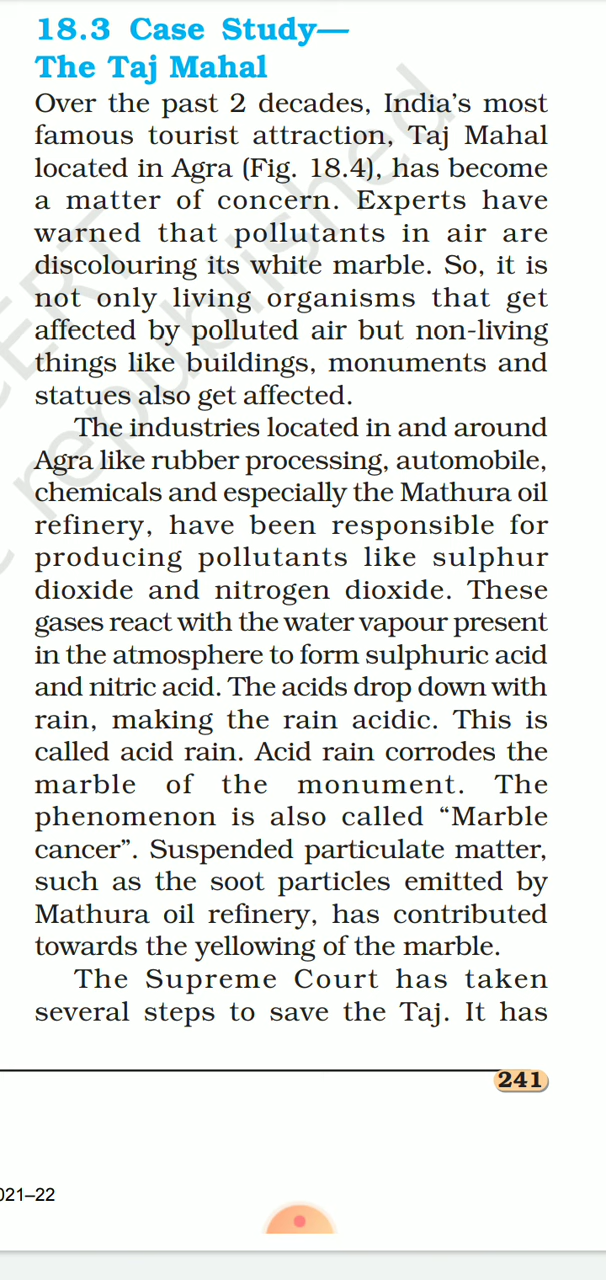 18.3 Case Study—
The Taj Mahal
Over the past 2 decades, India's most
famous tourist attraction, Taj Mahal
located in Agra (Fig. 18.4), has become
a matter of concern. Experts have
warned that pollutants in air are
discolouring its white marble. So, it is
not only living organisms that get
affected by polluted air but non-living
things like buildings, monuments and
statues also get affected.
The industries located in and around
Agra like rubber processing, automobile,
chemicals and especially the Mathura oil
refinery, have been responsible for
producing pollutants like sulphur
dioxide and nitrogen dioxide. These
gases react with the water vapour present
in the atmosphere to form sulphuric acid
and nitric acid. The acids drop down with
rain, making the rain acidic. This is
called acid rain. Acid rain corrodes the
marble of the monument. The
phenomenon is also called “Marble
cancer”. Suspended particulate matter,
such as the soot particles emitted by
Mathura oil refinery, has contributed
towards the yellowing of the marble.
The Supreme Court has taken
several steps to save the Taj. It has
241
021–22
republished